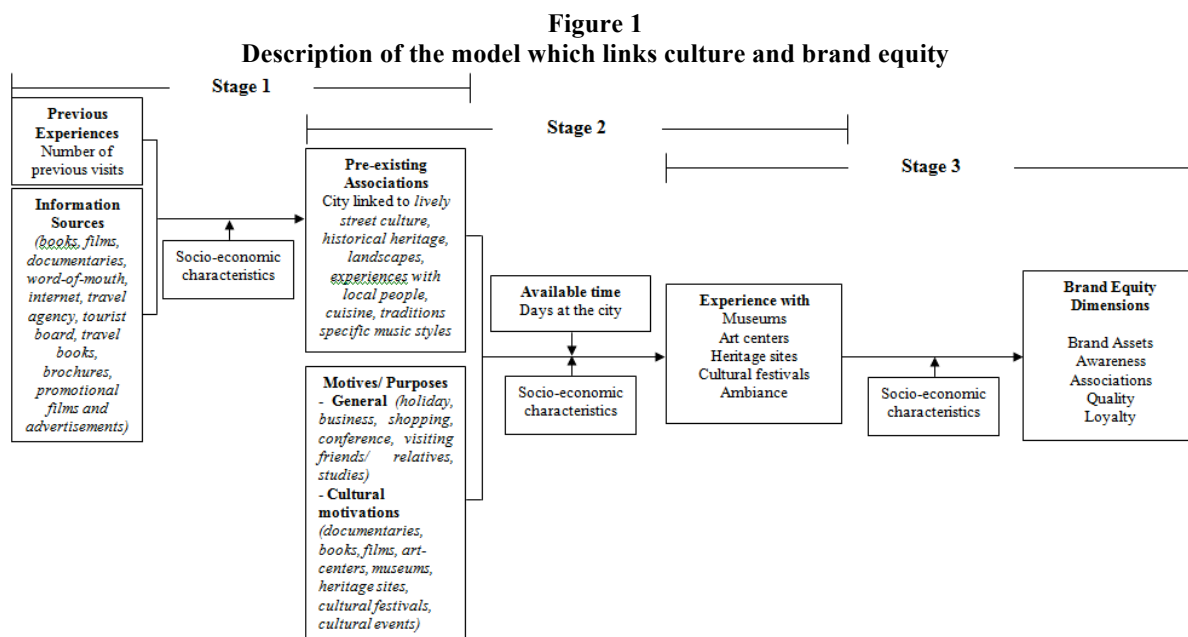 Figure 1
Description of the model which links culture and brand equity
Stage 1
Stage 2
Stage 3
Previous
Experiences
Number of
previous visits
Information
Sources
(books, films,
documentaries,
word-of-mouth,
internet, travel
agency, tourist
board, travel
books,
brochures,
promotional
films and
advertisements)
Socio-economic
characteristics
Pre-existing
Associations
City linked to lively
street culture,
historical heritage,
landscapes,
experiences with
local people,
cuisine, traditions
specific music styles
Motives/ Purposes
- General (holiday,
business, shopping,
conference, visiting
friends/ relatives,
studies)
- Cultural
motivations
(documentaries,
books, films, art-
centers, museums,
heritage sites,
cultural festivals,
cultural events)
Available time
Days at the city
Socio-economic
characteristics
Experience with
Museums
Art centers
Heritage sites
Cultural festivals
Ambiance
Socio-economic
characteristics
Brand Equity
Dimensions
Brand Assets
Awareness
Associations
Quality
Loyalty